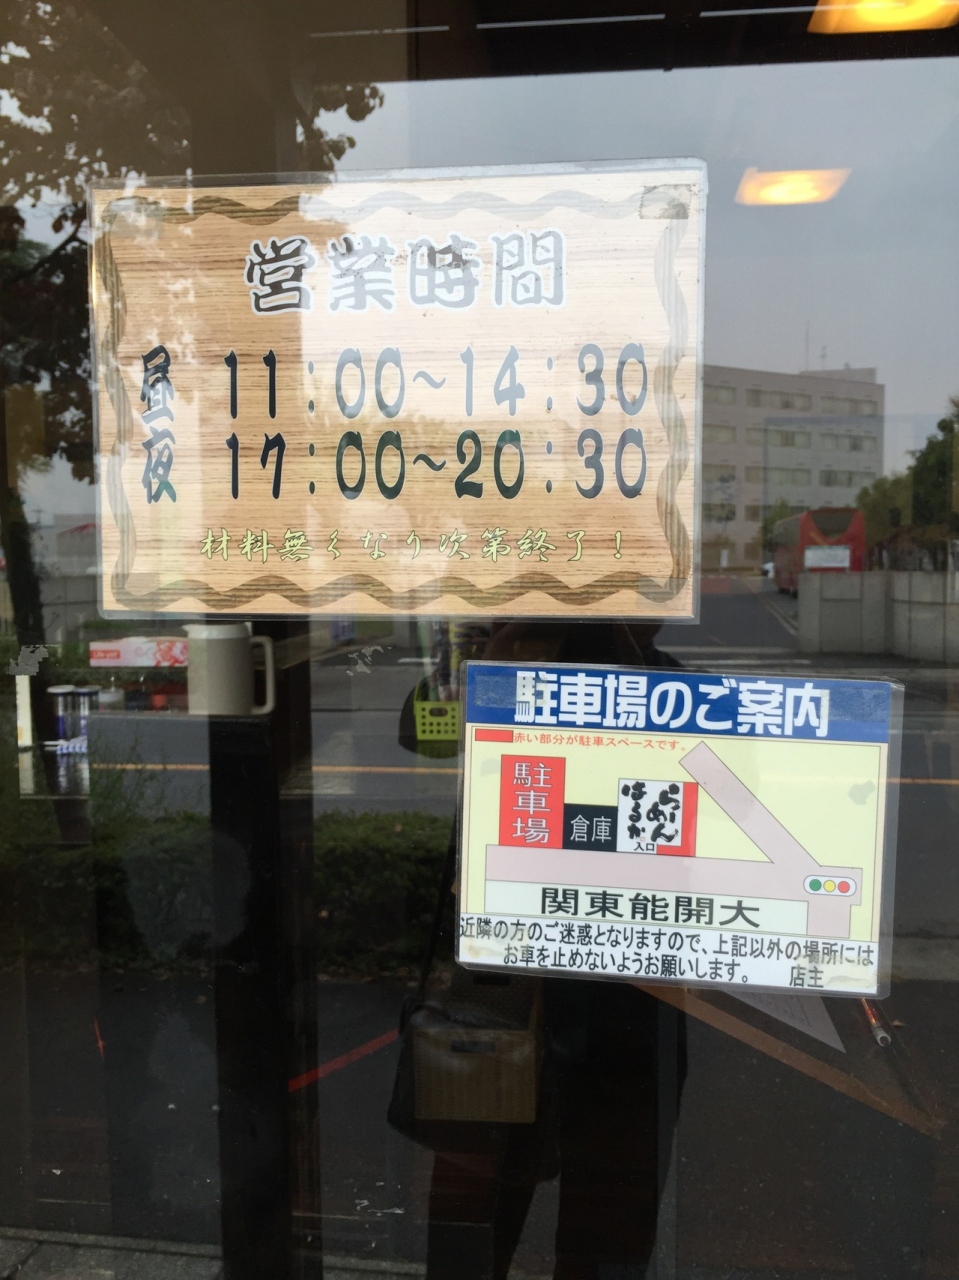 営業時間
昼 11:00～14:30
夜 17:00～20:30
材料無くなり次第終了！
駐車場のご案内
赤い部分が駐車スペースです。
駐車場
倉庫
らーめん
はるか
入口
関東能開大
近隣の方のご迷惑となりますので、上記以外の場所には
お車を止めないようお願いします。 店主